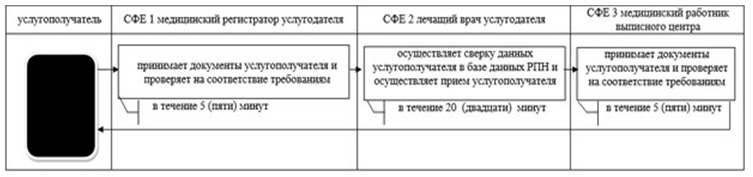 услугополучатель
СФЕ 1 медицинский регистратор услугодателя
СФЕ 2 лечащий врач услугодателя
СФЕ 3 медицинский работник
выписного центра
принимает документы услугополучателя и
проверяет на соответствие требованиям
в течение 5 (пяти) минут
осуществляет сверку данных
услугополучателя в базе данных РПН и
осуществляет прием услугополучателя
в течение 20 (двадцати) минут
принимает документы
услугополучателя и проверяет
на соответствие требованиям
в течение 5 (пяти) минут